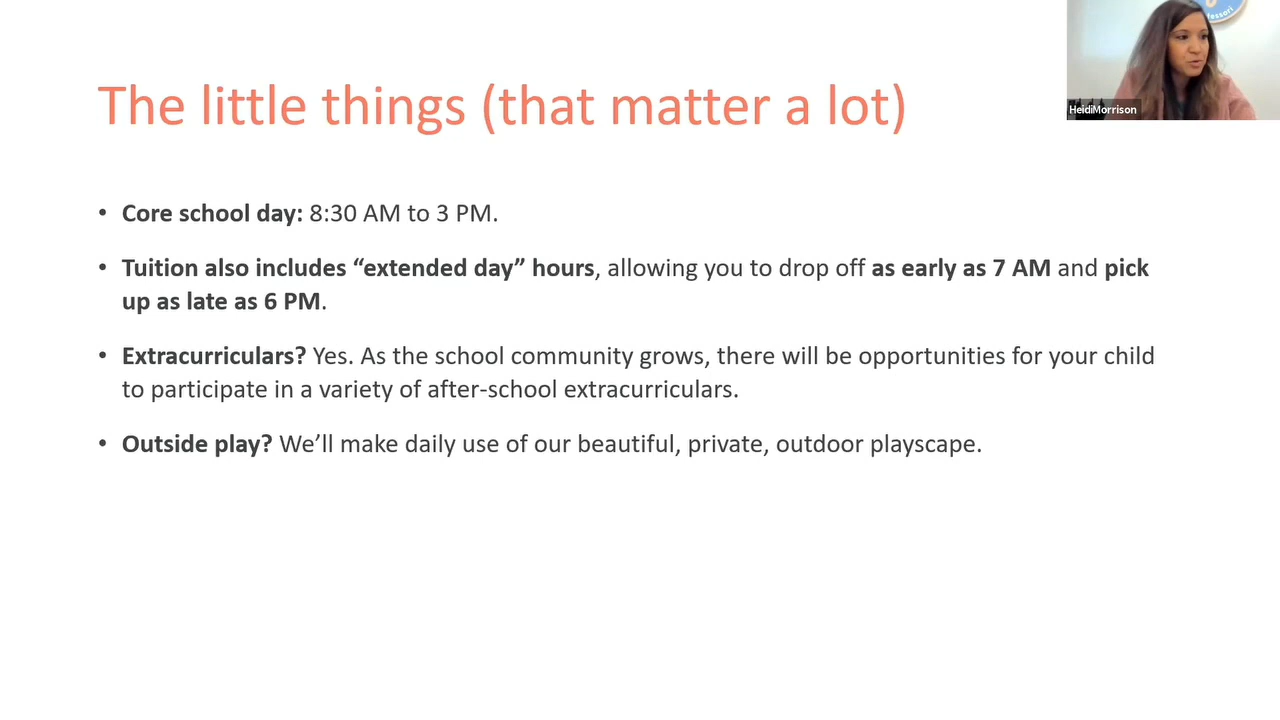 The little things (that matter a lot)
essori
HeidiMorrison
• Core school day: 8:30 AM to 3 PM.
• Tuition also includes “extended day” hours, allowing you to drop off as early as 7 AM and pick
up as late as 6 PM.
• Extracurriculars? Yes. As the school community grows, there will be opportunities for your child
to participate in a variety of after-school extracurriculars.
• Outside play? We’ll make daily use of our beautiful, private, outdoor playscape.